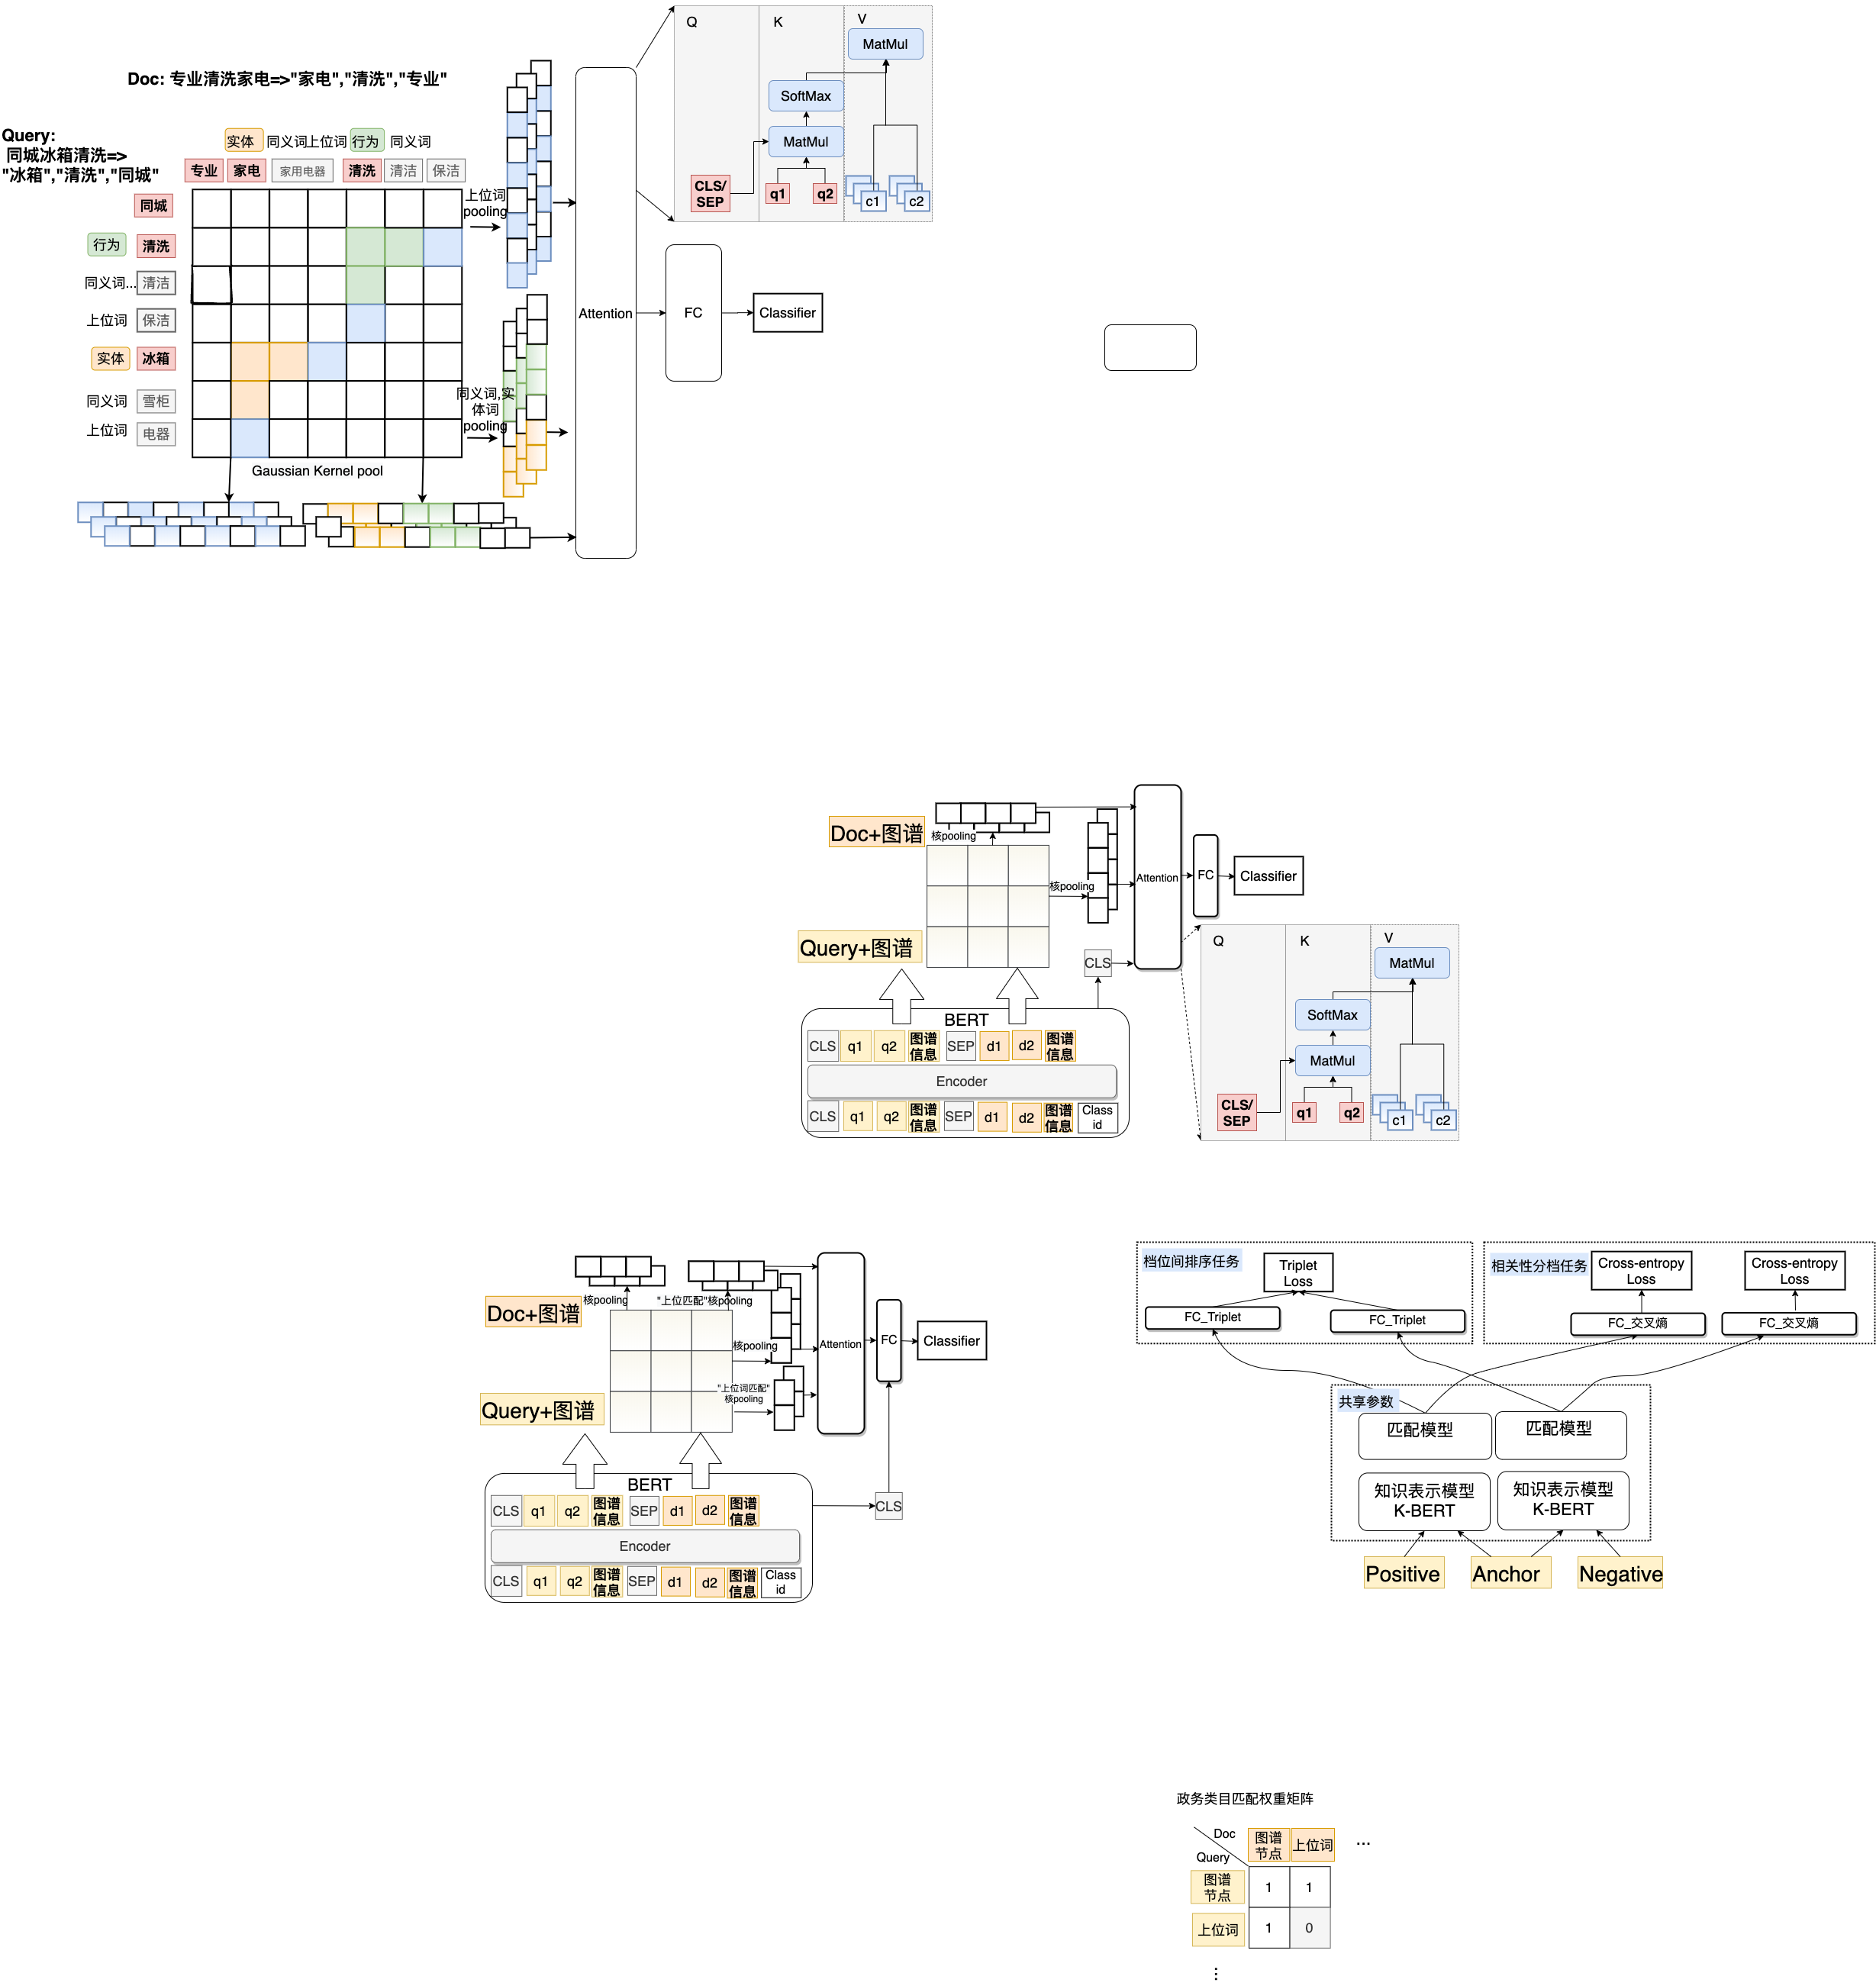 Doc: 专业清洗家电=>"家电","清洗","专业"
Query:
同城冰箱清洗=>
"冰箱","清洗","同城"
实体 同义词上位词 行为 同义词
专业 家电 家用电器 清洗 清洁 保洁
同城
行为 清洗
同义词... 清洁
上位词 保洁
实体 冰箱
同义词 雪柜
上位词 电器
上位词
pooling
同义词,实
体词
pooling
Gaussian Kernel pool
Attention
FC
Classifier
Q K V
MatMul
SoftMax
MatMul
CLS/
SEP
q1 q2
c1 c2
Doc+图谱
核pooling
核pooling
Query+图谱
CLS
Attention
FC
Classifier
BERT
CLS q1 q2 图谱
信息 SEP d1 d2 图谱
信息
Encoder
CLS q1 q2 图谱
信息 SEP d1 d2 图谱
信息 Class
id
Q K V
MatMul
SoftMax
MatMul
CLS/
SEP
q1 q2
c1 c2
Doc+图谱
核pooling
"上位匹配"核pooling
核pooling
"上位词匹配"
核pooling
Query+图谱
Attention
FC
Classifier
BERT
CLS q1 q2 图谱
信息 SEP d1 d2 图谱
信息
CLS
Encoder
CLS q1 q2 图谱
信息 SEP d1 d2 图谱
信息 Class
id
档位间排序任务
Triplet
Loss
FC_Triplet
FC_Triplet
相关性分档任务
Cross-entropy
Loss
Cross-entropy
Loss
FC_交叉熵
FC_交叉熵
共享参数
匹配模型
匹配模型
知识表示模型
K-BERT
知识表示模型
K-BERT
Positive
Anchor
Negative
政务类目匹配权重矩阵
Doc
Query
图谱
节点
上位词
...
图谱
节点
1 1
上位词
1 0
...